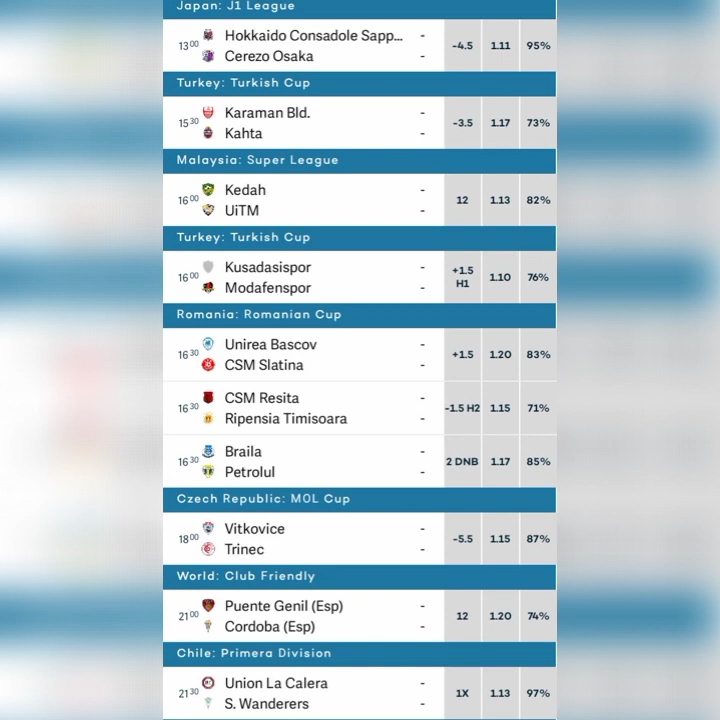 Japan: J1 League
13 00 Hokkaido Consadole Sapp... - -4.5 1.11 95%
Cerezo Osaka -
Turkey: Turkish Cup
15 30 Karaman Bld. - -3.5 1.17 73%
Kahta -
Malaysia: Super League
16 00 Kedah - 12 1.13 82%
UiTM -
Turkey: Turkish Cup
16 00 Kusadasispor - +1.5 H1 1.10 76%
Modafenspor -
Romania: Romanian Cup
16 30 Unirea Bascov - +1.5 1.20 83%
CSM Slatina -
16 30 CSM Resita - -1.5 H2 1.15 71%
Ripensia Timisoara -
16 30 Braila - 2 DNB 1.17 85%
Petrolul -
Czech Republic: MOL Cup
18 00 Vitkovice - -5.5 1.15 87%
Trinec -
World: Club Friendly
21 00 Puente Genil (Esp) - 12 1.20 74%
Cordoba (Esp) -
Chile: Primera Division
21 30 Union La Calera - 1X 1.13 97%
S. Wanderers -